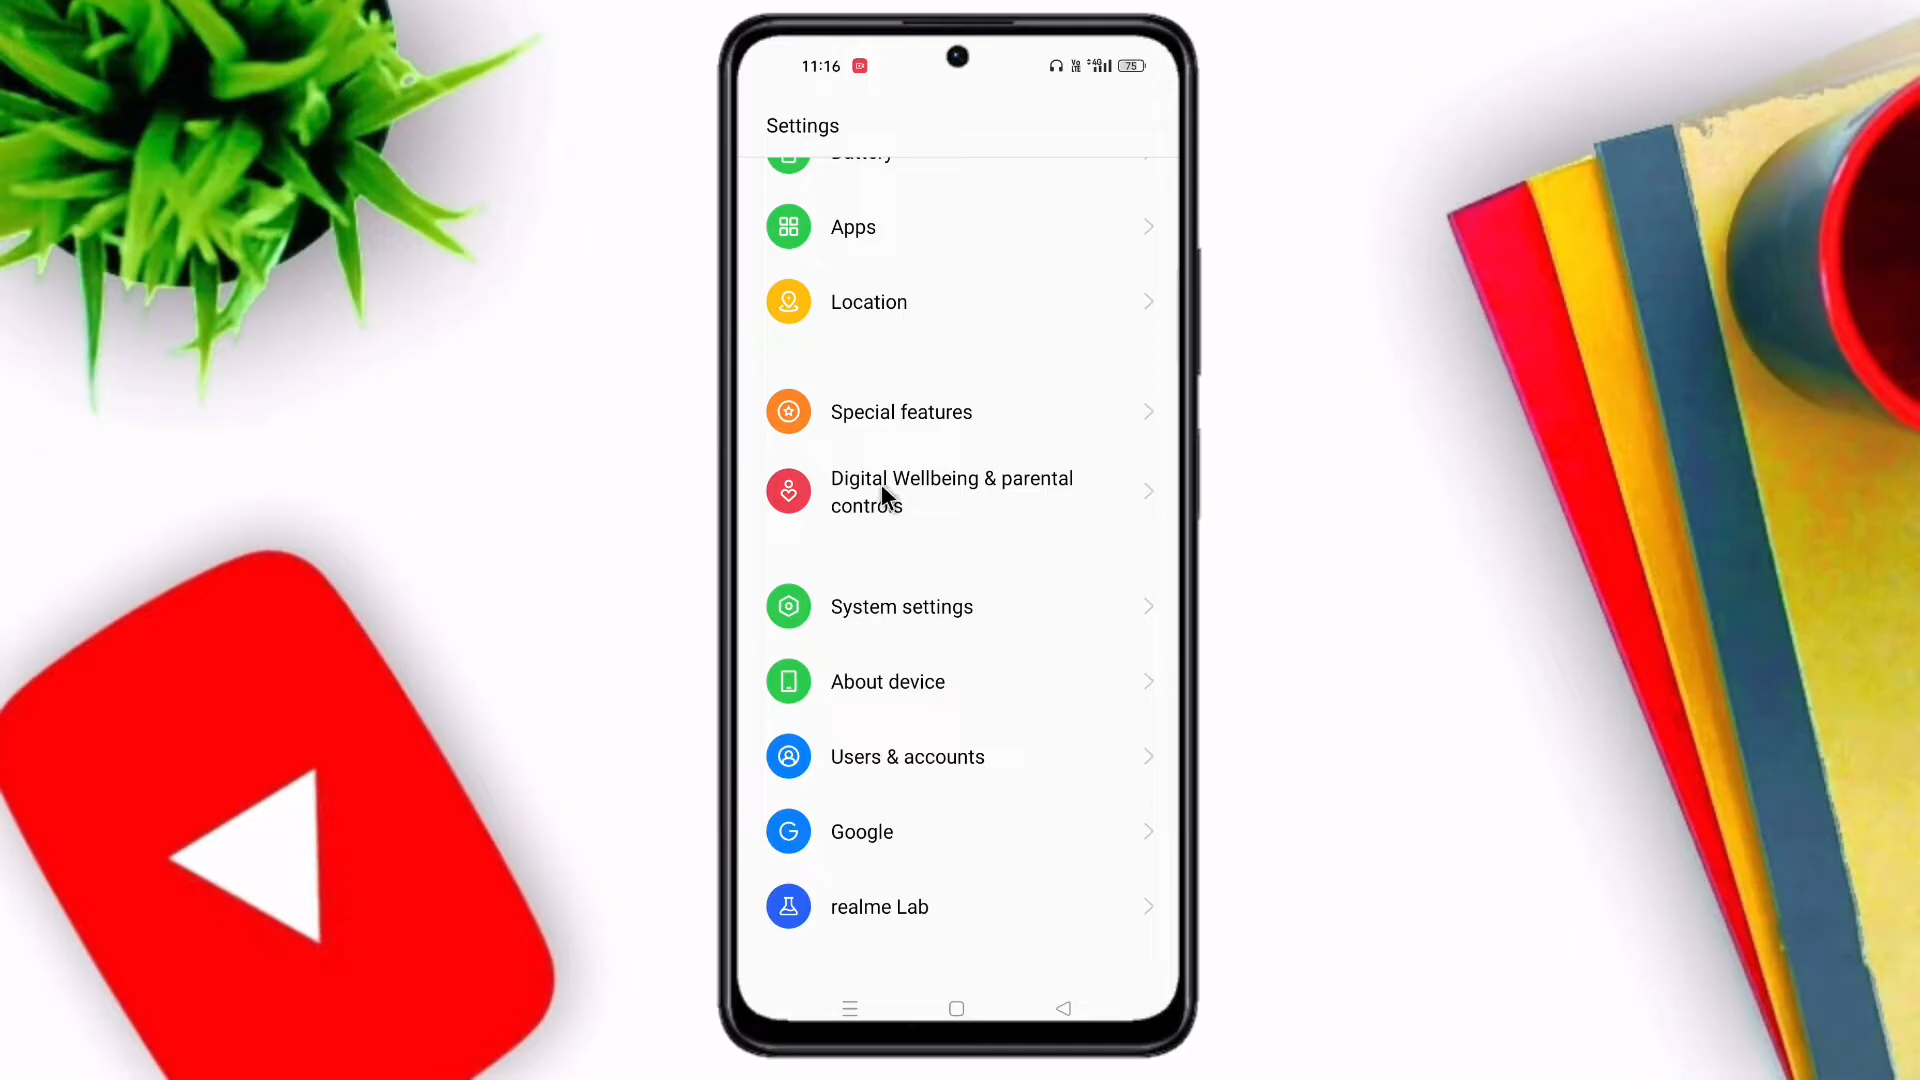 11:16
75
Settings
Battery
Apps
Location
Special features
Digital Wellbeing & parental
controls
System settings
About device
Users & accounts
Google
realme Lab